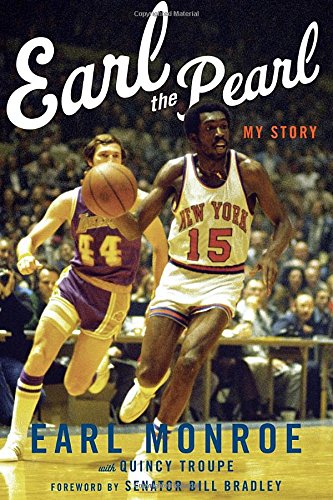 Earl
the Pearl
MY STORY
44
NEW YORK
15
EARL MONROE
with QUINCY TROUPE
FOREWORD BY SENATOR BILL BRADLEY